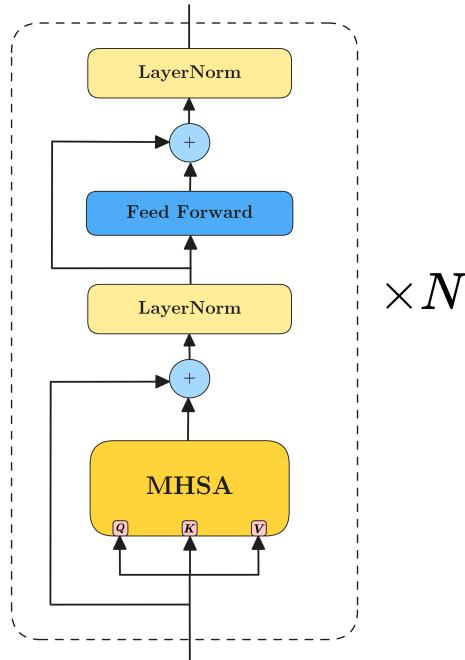 LayerNorm
+
Feed Forward
LayerNorm
×N
+
MHSA
Q K V